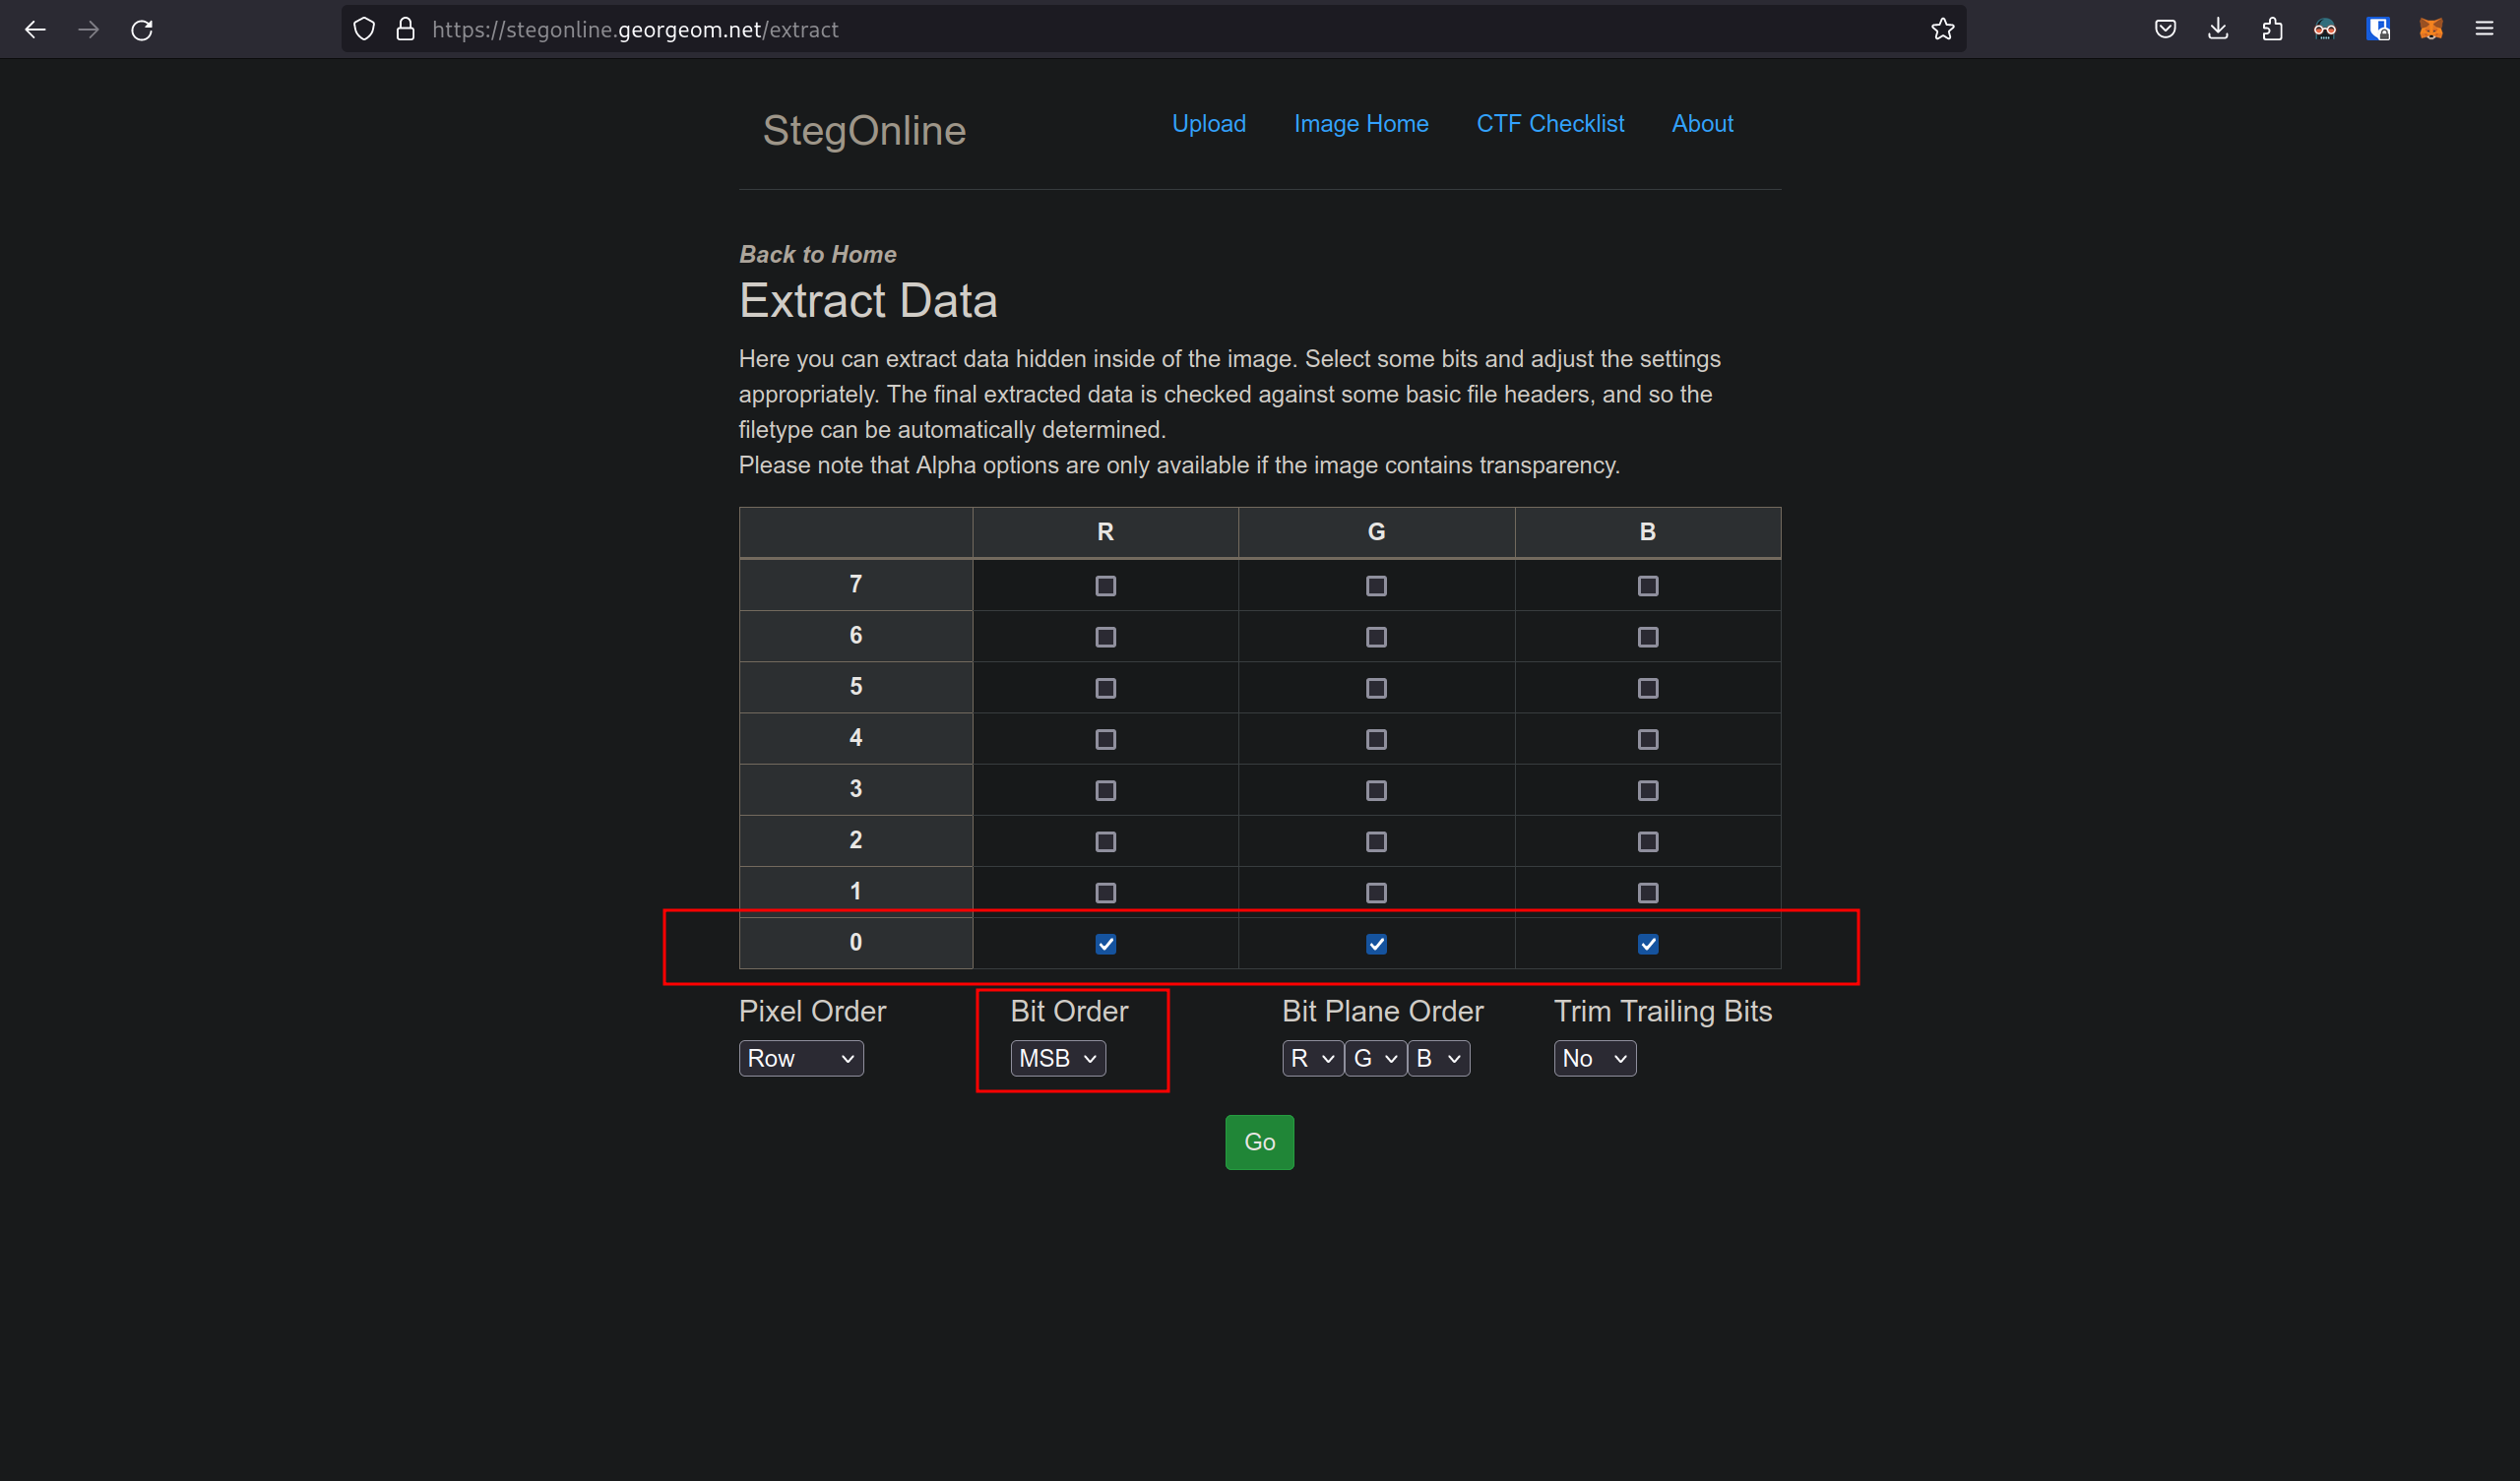 https://stegonline.georgeom.net/extract
StegOnline
Upload Image Home CTF Checklist About
Back to Home
Extract Data
Here you can extract data hidden inside of the image. Select some bits and adjust the settings
appropriately. The final extracted data is checked against some basic file headers, and so the
filetype can be automatically determined.
Please note that Alpha options are only available if the image contains transparency.
R G B
7
6
5
4
3
2
1
0
Pixel Order Bit Order Bit Plane Order Trim Trailing Bits
Row MSB R G B No
Go